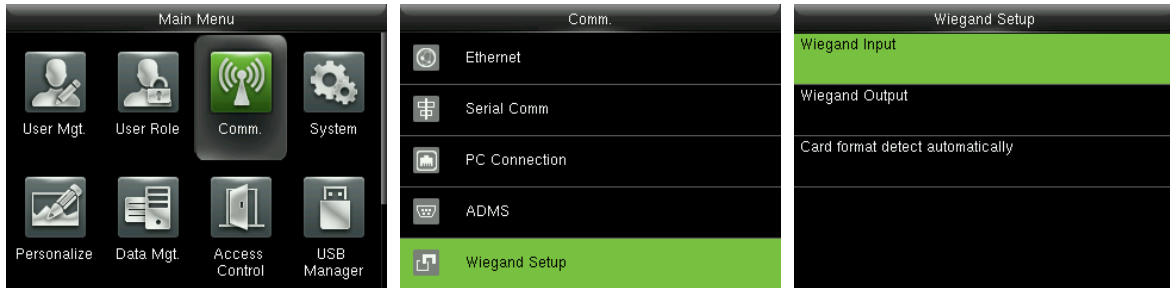 Main Menu
User Mgt.
User Role
Comm.
System
Personalize
Data Mgt.
Access
Control
USB
Manager
Comm.
Ethernet
Serial Comm
PC Connection
ADMS
Wiegand Setup
Wiegand Setup
Wiegand Input
Wiegand Output
Card format detect automatically